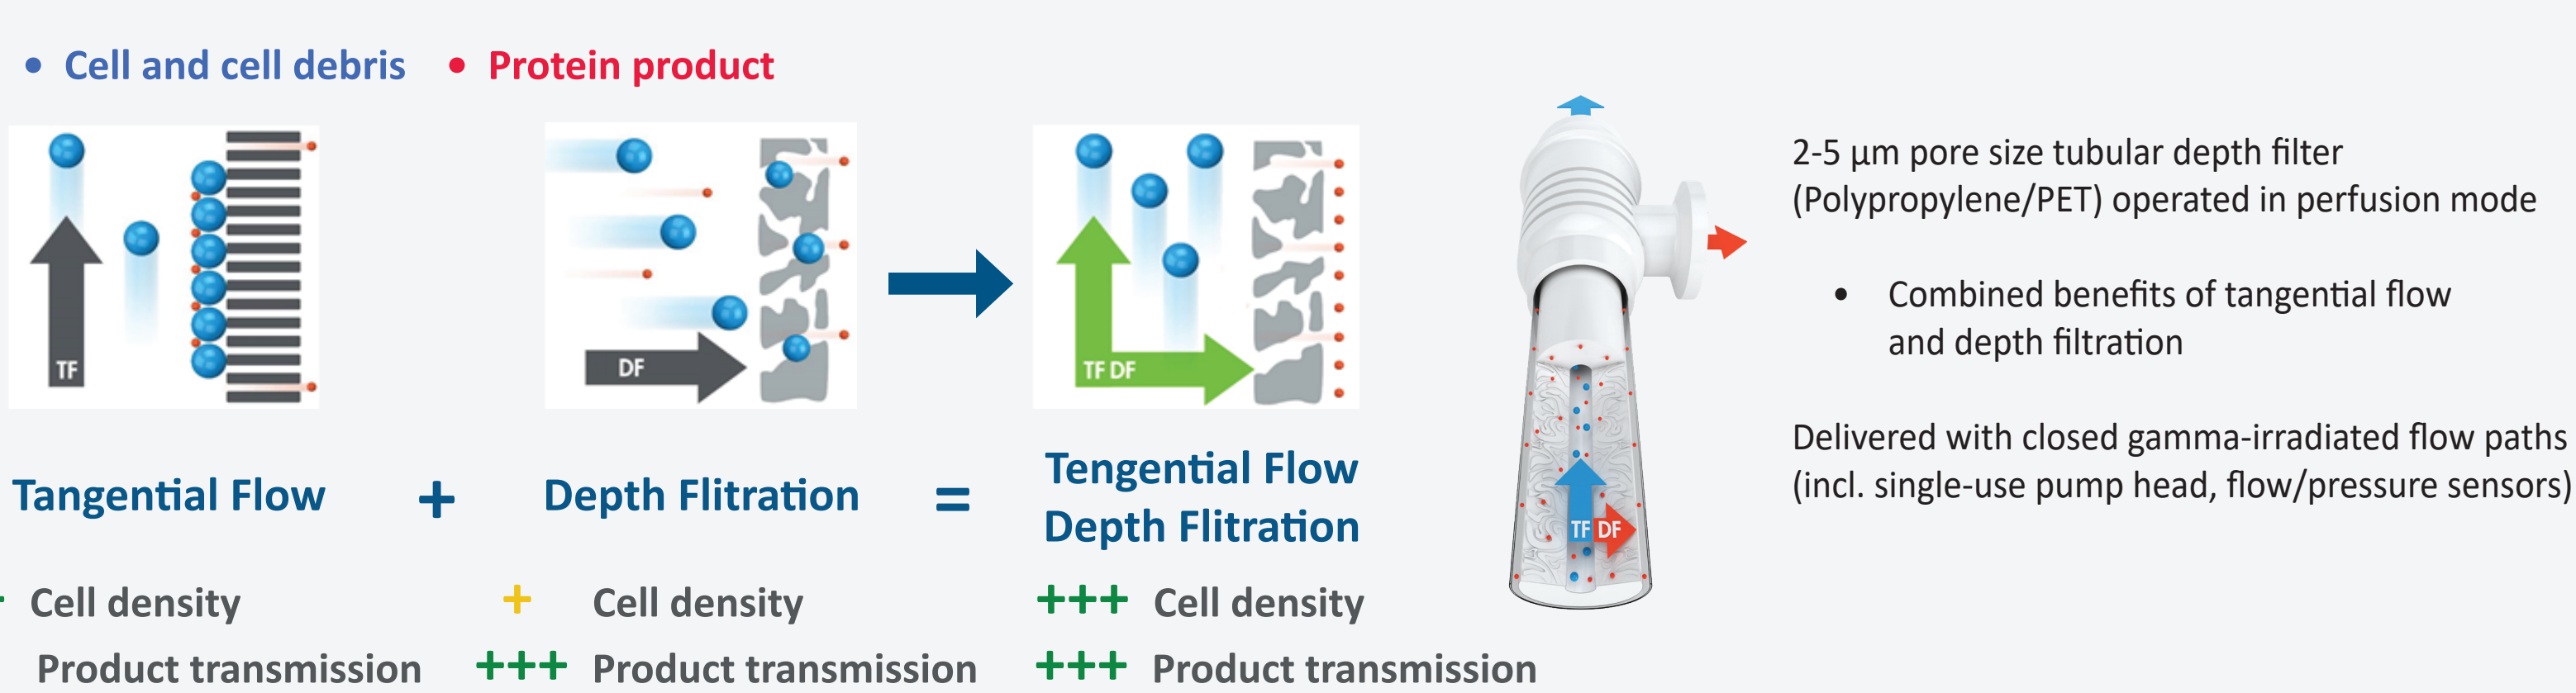 • Cell and cell debris • Protein product
TF
DF
TF DF
Tangential Flow + Depth Flitration = Tengential Flow
Depth Flitration
Cell density
Product transmission
+ Cell density
+++ Product transmission
+++ Cell density
+++ Product transmission
TF DF
2-5 µm pore size tubular depth filter
(Polypropylene/PET) operated in perfusion mode
• Combined benefits of tangential flow
and depth filtration
Delivered with closed gamma-irradiated flow paths
(incl. single-use pump head, flow/pressure sensors)